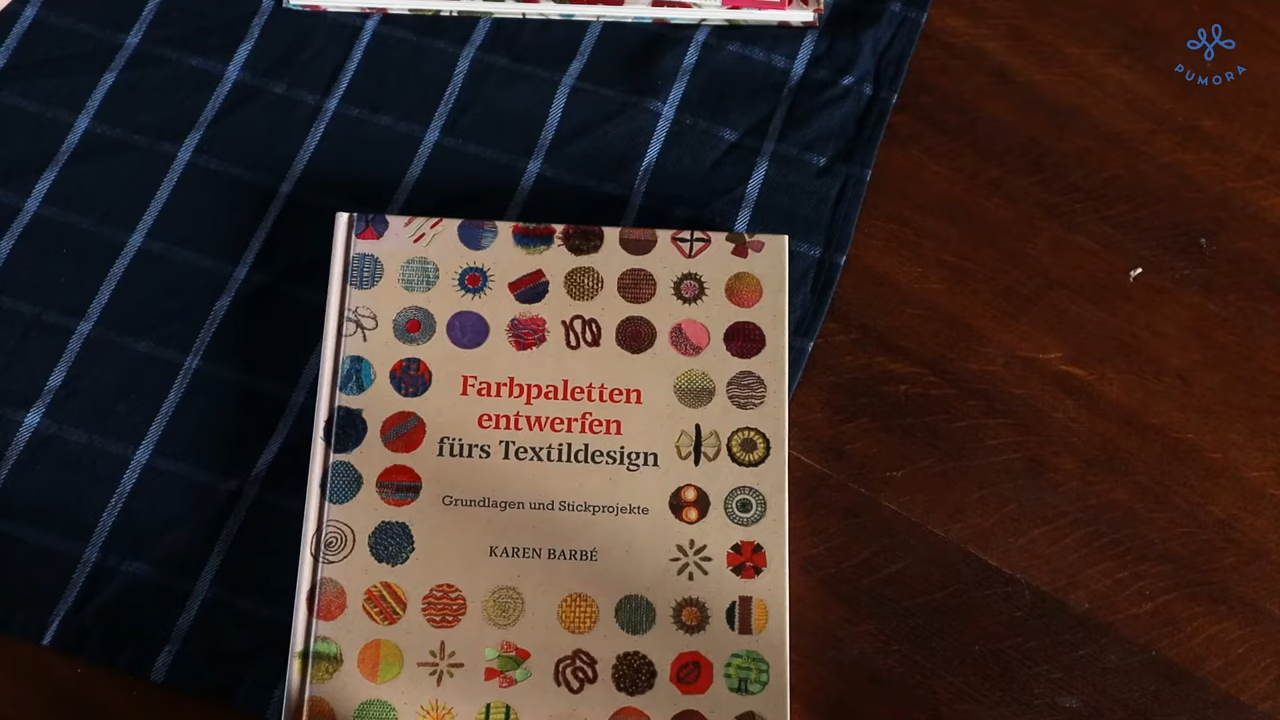 PUMORA
Farbpaletten
entwerfen
fürs Textildesign
Grundlagen und Stickprojekte
KAREN BARBÉ